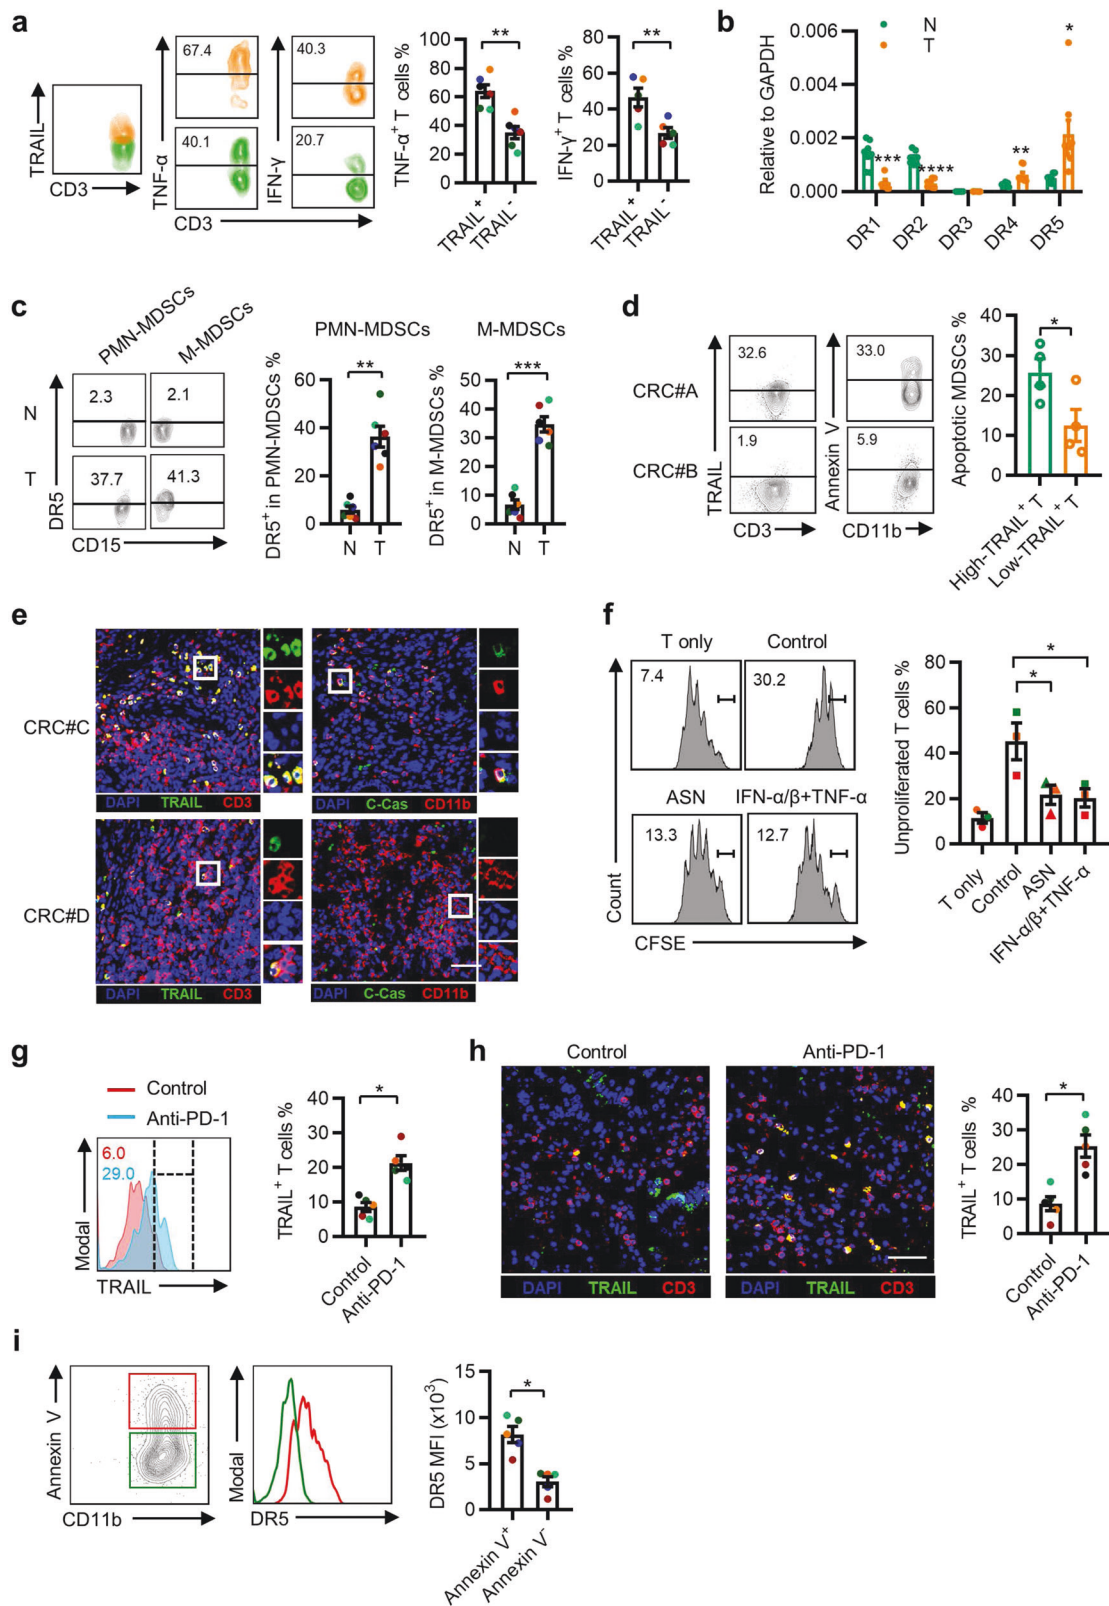 a
TRAIL
CD3
TNF-α
67.4
40.1
IFN-γ
40.3
20.7
CD3
TNF-α⁺ T cells %
100
80
60
40
20
0
**
TRAIL⁺
TRAIL⁻
IFN-γ⁺ T cells %
80
60
40
20
0
**
TRAIL⁺
TRAIL⁻
b
Relative to GAPDH
0.006
0.004
0.002
0.000
N
T
***
****
**
*
DR1
DR2
DR3
DR4
DR5
c
PMN-MDSCs
M-MDSCs
N
T
2.3
2.1
37.7
41.3
DR5
CD15
PMN-MDSCs
DR5⁺ in PMN-MDSCs %
60
40
20
0
**
N
T
M-MDSCs
DR5⁺ in M-MDSCs %
50
40
30
20
10
0
***
N
T
d
CRC#A
CRC#B
TRAIL
32.6
1.9
CD3
Annexin V
33.0
5.9
CD11b
Apoptotic MDSCs %
40
30
20
10
0
*
High-TRAIL⁺ T
Low-TRAIL⁺ T
e
CRC#C
DAPI TRAIL CD3
DAPI C-Cas CD11b
CRC#D
DAPI TRAIL CD3
DAPI C-Cas CD11b
f
T only
Control
7.4
30.2
ASN
IFN-α/β+TNF-α
13.3
12.7
Count
CFSE
Unproliferated T cells %
80
60
40
20
0
*
*
T only
Control
ASN
IFN-α/β+TNF-α
g
Control
Anti-PD-1
6.0
29.0
Modal
TRAIL
TRAIL⁺ T cells %
40
30
20
10
0
*
Control
Anti-PD-1
h
Control
Anti-PD-1
DAPI TRAIL CD3
DAPI TRAIL CD3
TRAIL⁺ T cells %
40
30
20
10
0
*
Control
Anti-PD-1
i
Annexin V
CD11b
Modal
DR5
DR5 MFI (x10³)
15
10
5
0
*
Annexin V⁺
Annexin V⁻